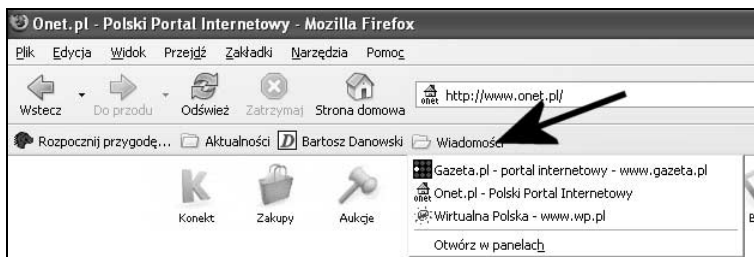 Onet.pl - Polski Portal Internetowy - Mozilla Firefox
Plik Edycja Widok Przejdź Zakładki Narzędzia Pomoc
Wstecz Do przodu Odśwież Zatrzymaj Strona domowa onet http://www.onet.pl/
Rozpocznij przygodę... Aktualności D Bartosz Danowski Wiadomości
Gazeta.pl - portal internetowy - www.gazeta.pl
onet Onet.pl - Polski Portal Internetowy
Wirtualna Polska - www.wp.pl
Otwórz w panelach
K
Konekt Zakupy Aukcje